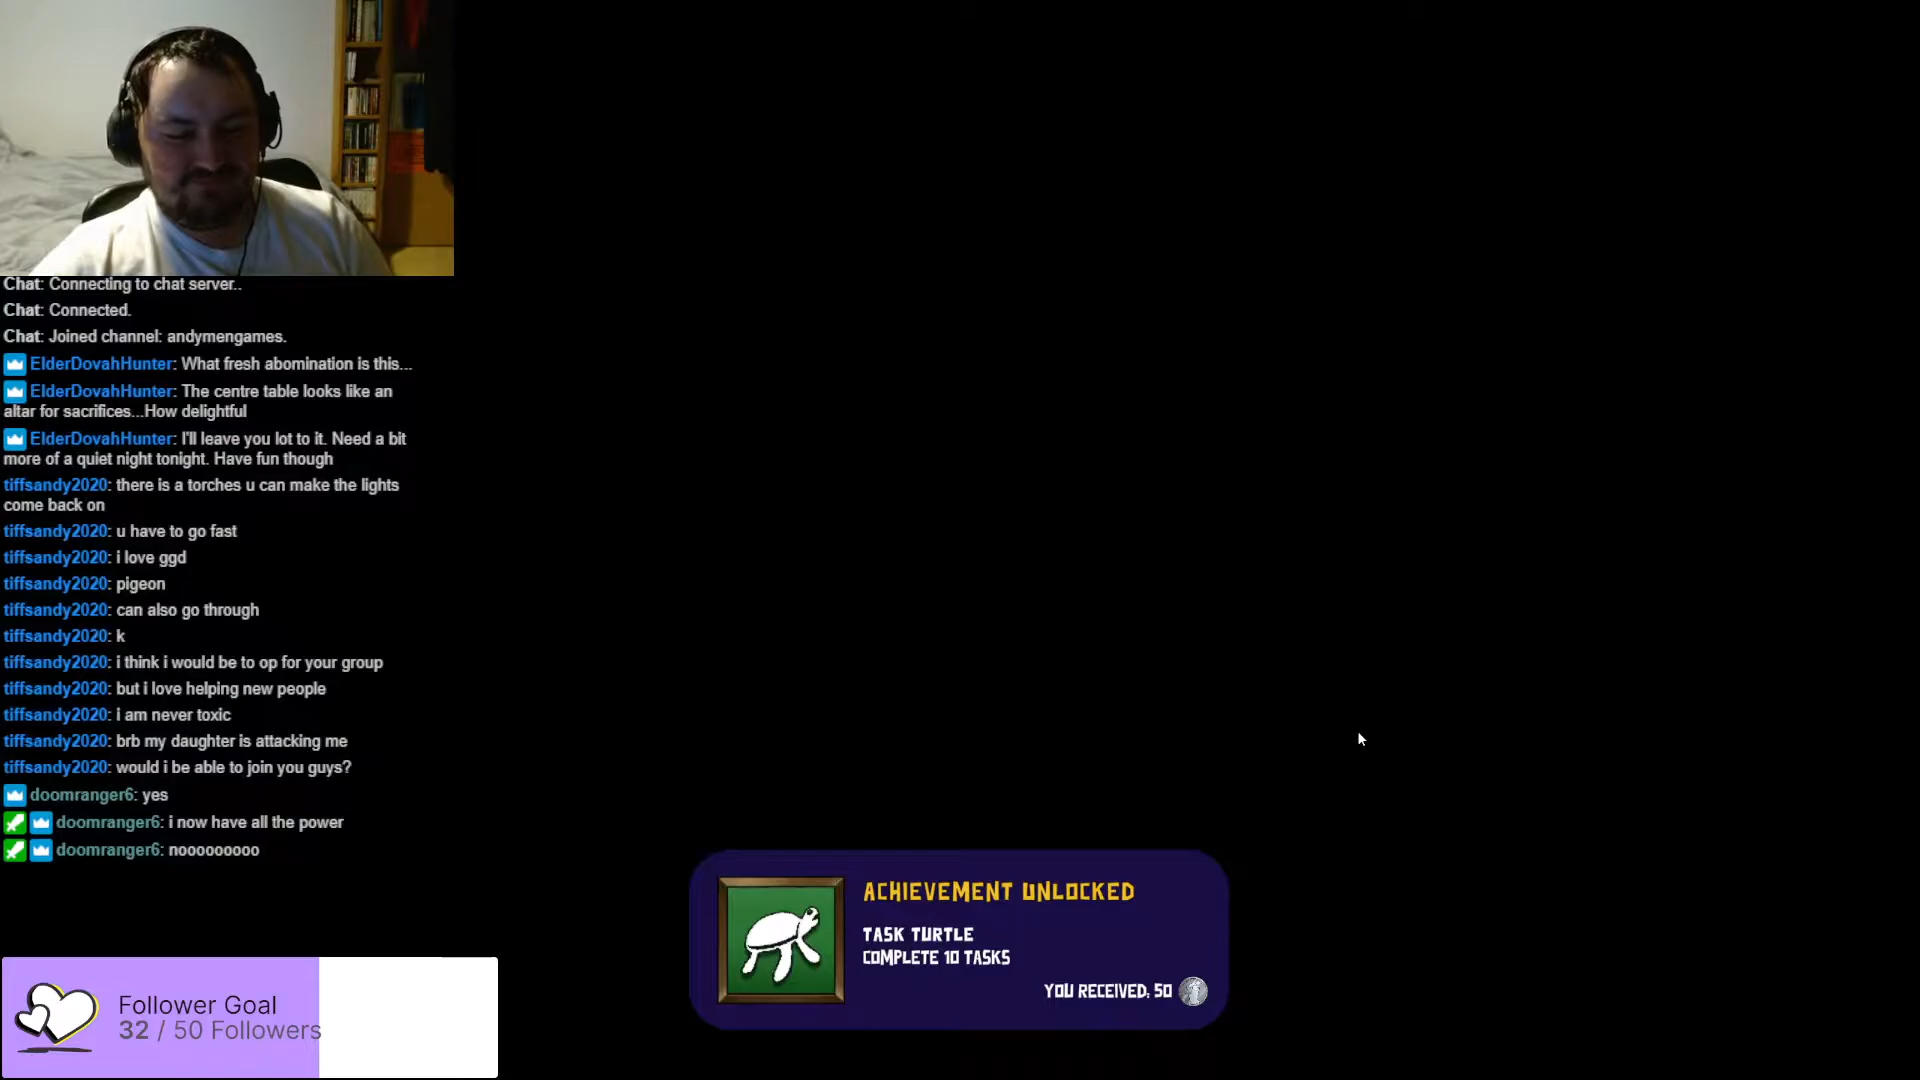 Chat: Connecting to chat server..
Chat: Connected.
Chat: Joined channel: andymengames.
ElderDovahHunter: What fresh abomination is this...
ElderDovahHunter: The centre table looks like an
altar for sacrifices...How delightful
ElderDovahHunter: I'll leave you lot to it. Need a bit
more of a quiet night tonight. Have fun though
tiffsandy2020: there is a torches u can make the lights
come back on
tiffsandy2020: u have to go fast
tiffsandy2020: i love ggd
tiffsandy2020: pigeon
tiffsandy2020: can also go through
tiffsandy2020: k
tiffsandy2020: i think i would be to op for your group
tiffsandy2020: but i love helping new people
tiffsandy2020: i am never toxic
tiffsandy2020: brb my daughter is attacking me
tiffsandy2020: would i be able to join you guys?
doomranger6: yes
doomranger6: i now have all the power
doomranger6: nooooooooo
ACHIEVEMENT UNLOCKED
TASK TURTLE
COMPLETE 10 TASKS
YOU RECEIVED: 50
Follower Goal
32 / 50 Followers